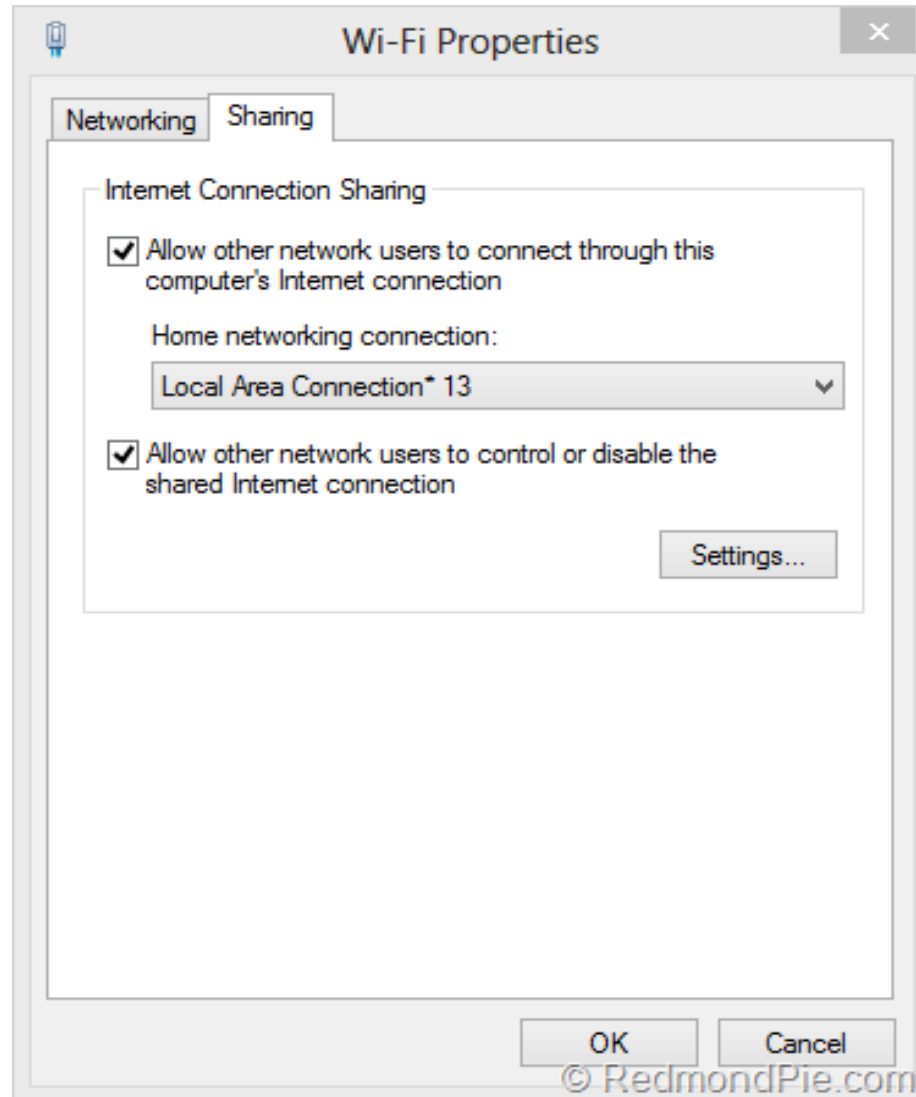 Wi-Fi Properties
Networking
Sharing
Internet Connection Sharing
Allow other network users to connect through this
computer's Internet connection
Home networking connection:
Local Area Connection* 13
Allow other network users to control or disable the
shared Internet connection
Settings...
OK
Cancel
© RedmondPie.com